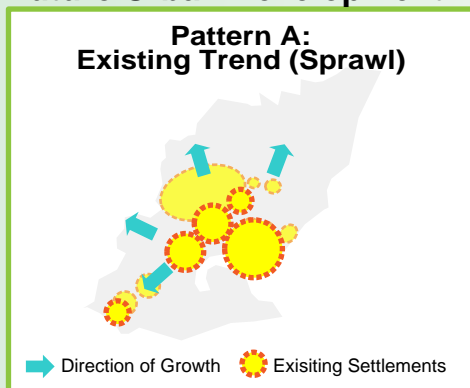 Pattern A:
Existing Trend (Sprawl)
Direction of Growth
Exisiting Settlements